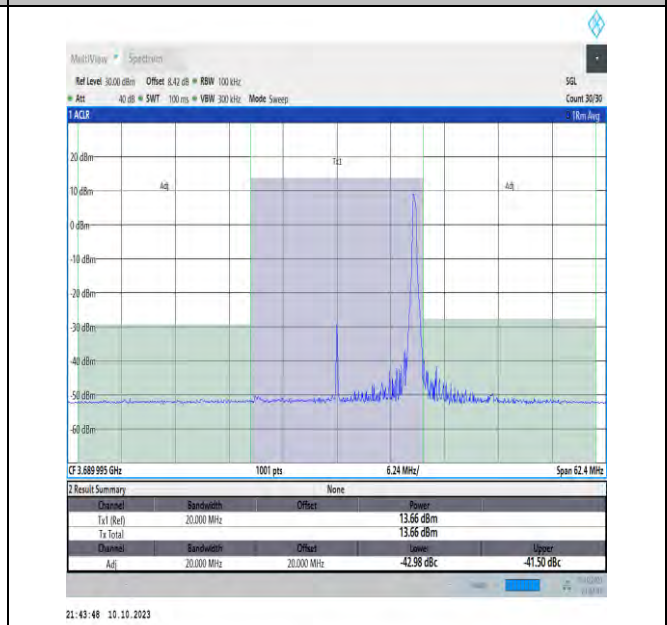 MultiView Spectrum
Ref Level 30.00 dBm Offset 8.42 dB RBW 100 kHz SGL
Att 40 dB SWT 100 ms VBW 300 kHz Mode Sweep Count 30/30
1 ACLR 1Rm Avg
20 dBm Tx1
Adj Adj
10 dBm
0 dBm
-10 dBm
-20 dBm
-30 dBm
-40 dBm
-50 dBm
-60 dBm
CF 3.689 995 GHz 1001 pts 6.24 MHz/ Span 62.4 MHz
2 Result Summary None
Channel Bandwidth Offset Power
Tx1 (Ref) 20.000 MHz 13.66 dBm
Tx Total 13.66 dBm
Channel Bandwidth Offset Lower Upper
Adj 20.000 MHz 20.000 MHz -42.98 dBc -41.50 dBc
21:43:48 10.10.2023